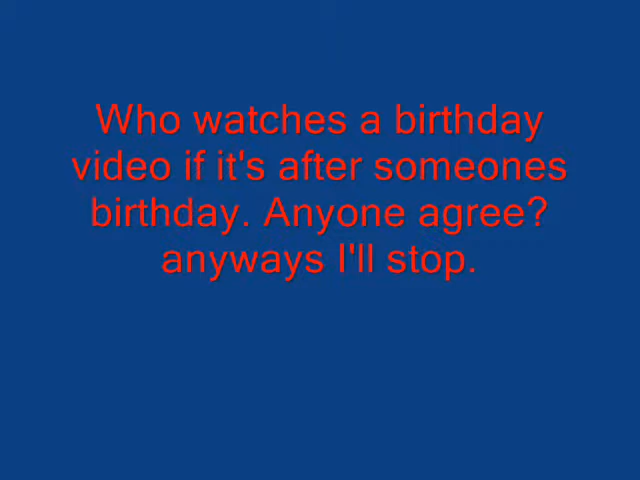 Who watches a birthday
video if it's after someones
birthday. Anyone agree?
anyways I'll stop.